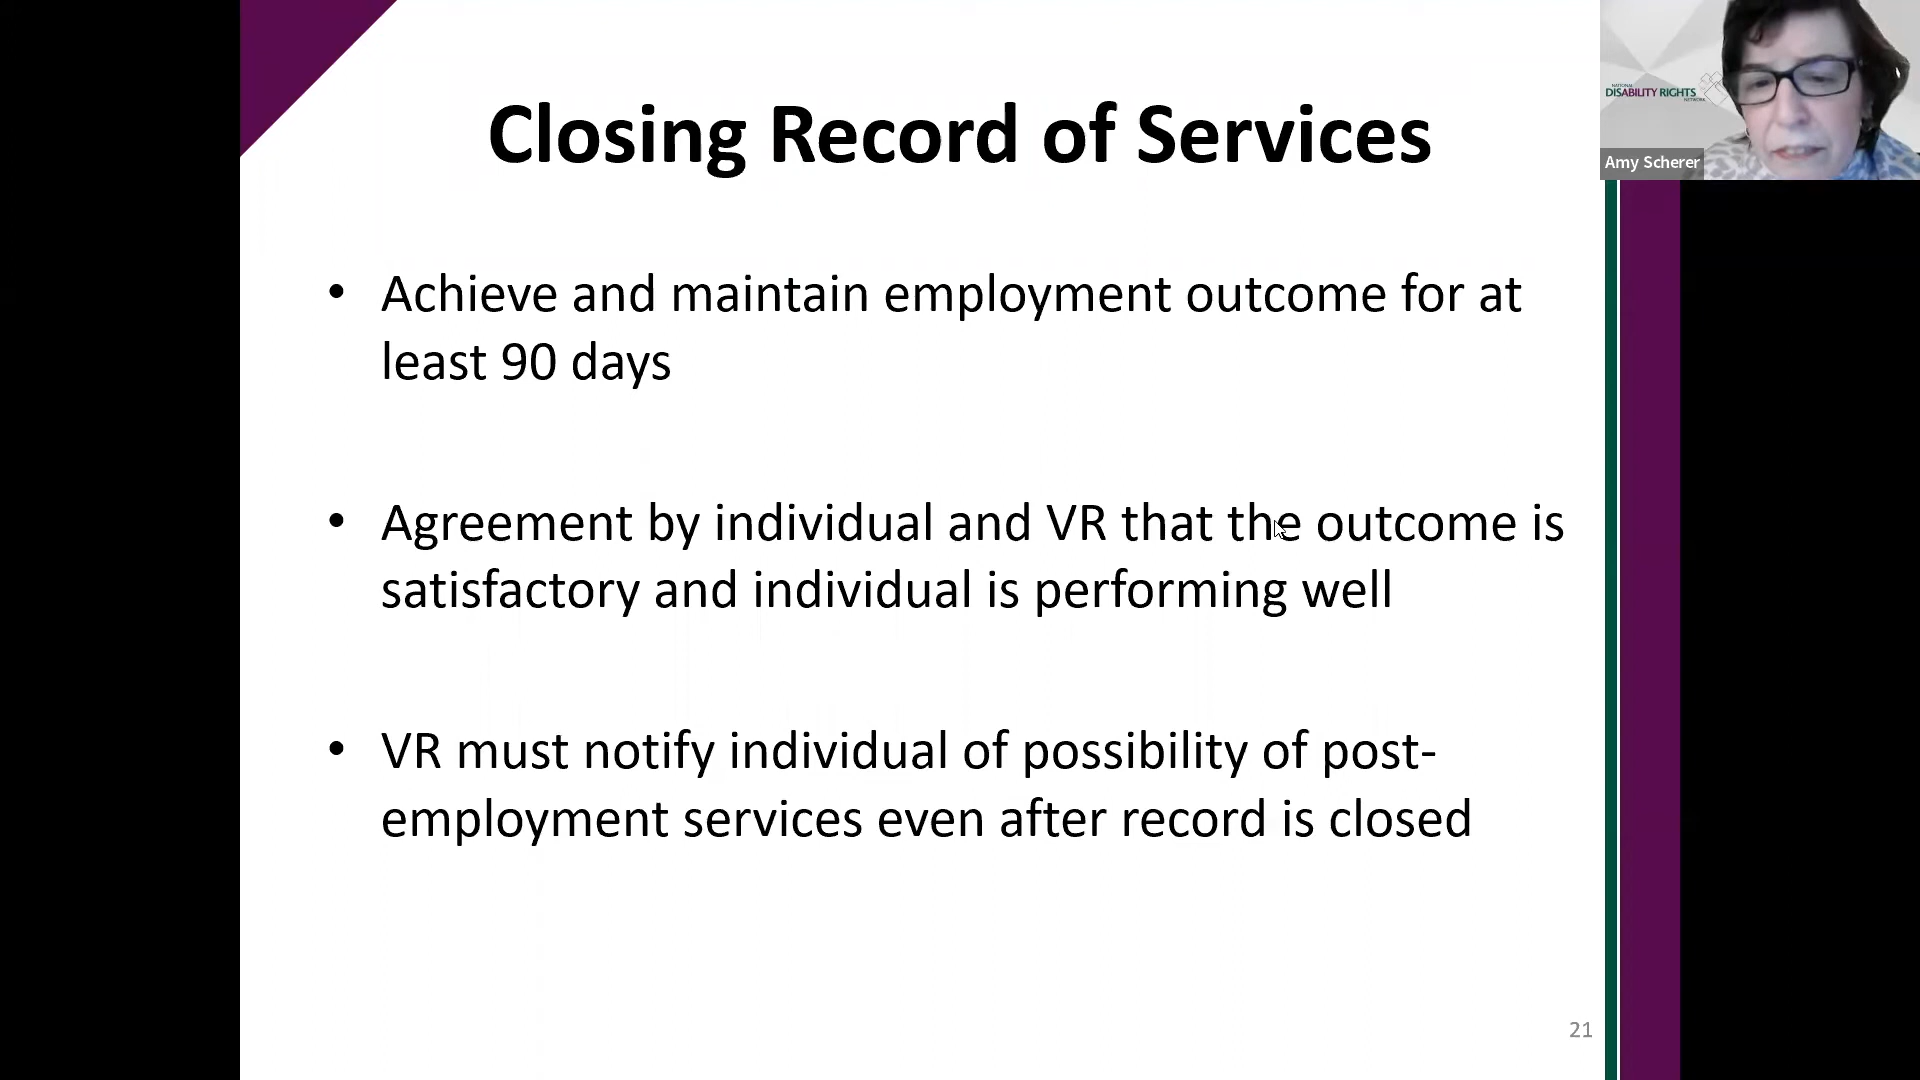 Closing Record of Services
NATIONAL
DISABILITY RIGHTS
NETWORK
Amy Scherer
• Achieve and maintain employment outcome for at
least 90 days
• Agreement by individual and VR that the outcome is
satisfactory and individual is performing well
• VR must notify individual of possibility of post-
employment services even after record is closed
21